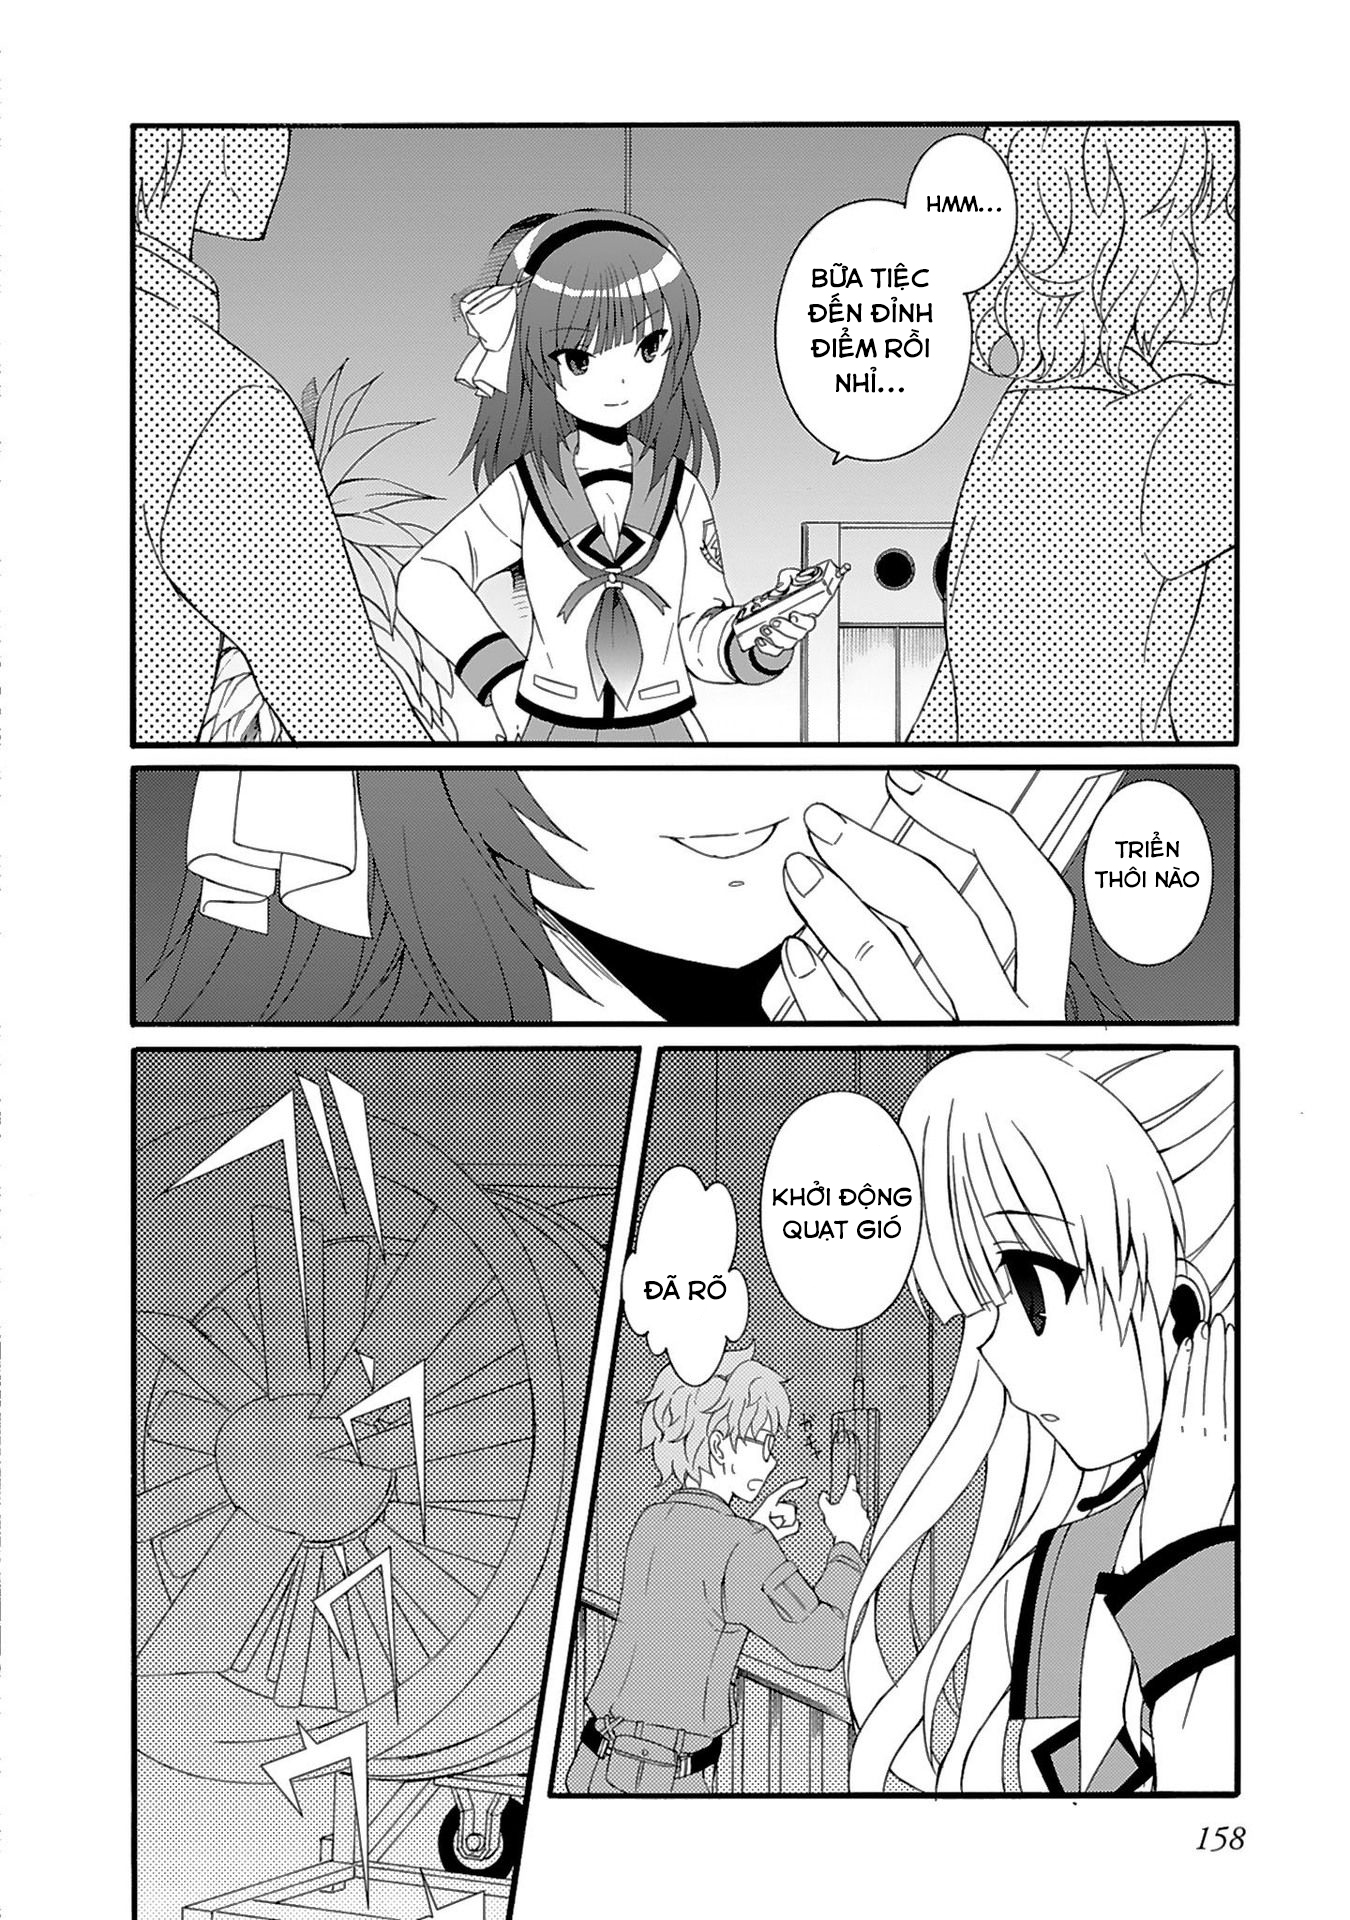 HMM...
BỮA TIỆC
ĐẾN ĐỈNH
ĐIỂM RỒI
NHỈ...
TRIỂN
THÔI NÀO
KHỞI ĐỘNG
QUẠT GIÓ
ĐÃ RÕ
158